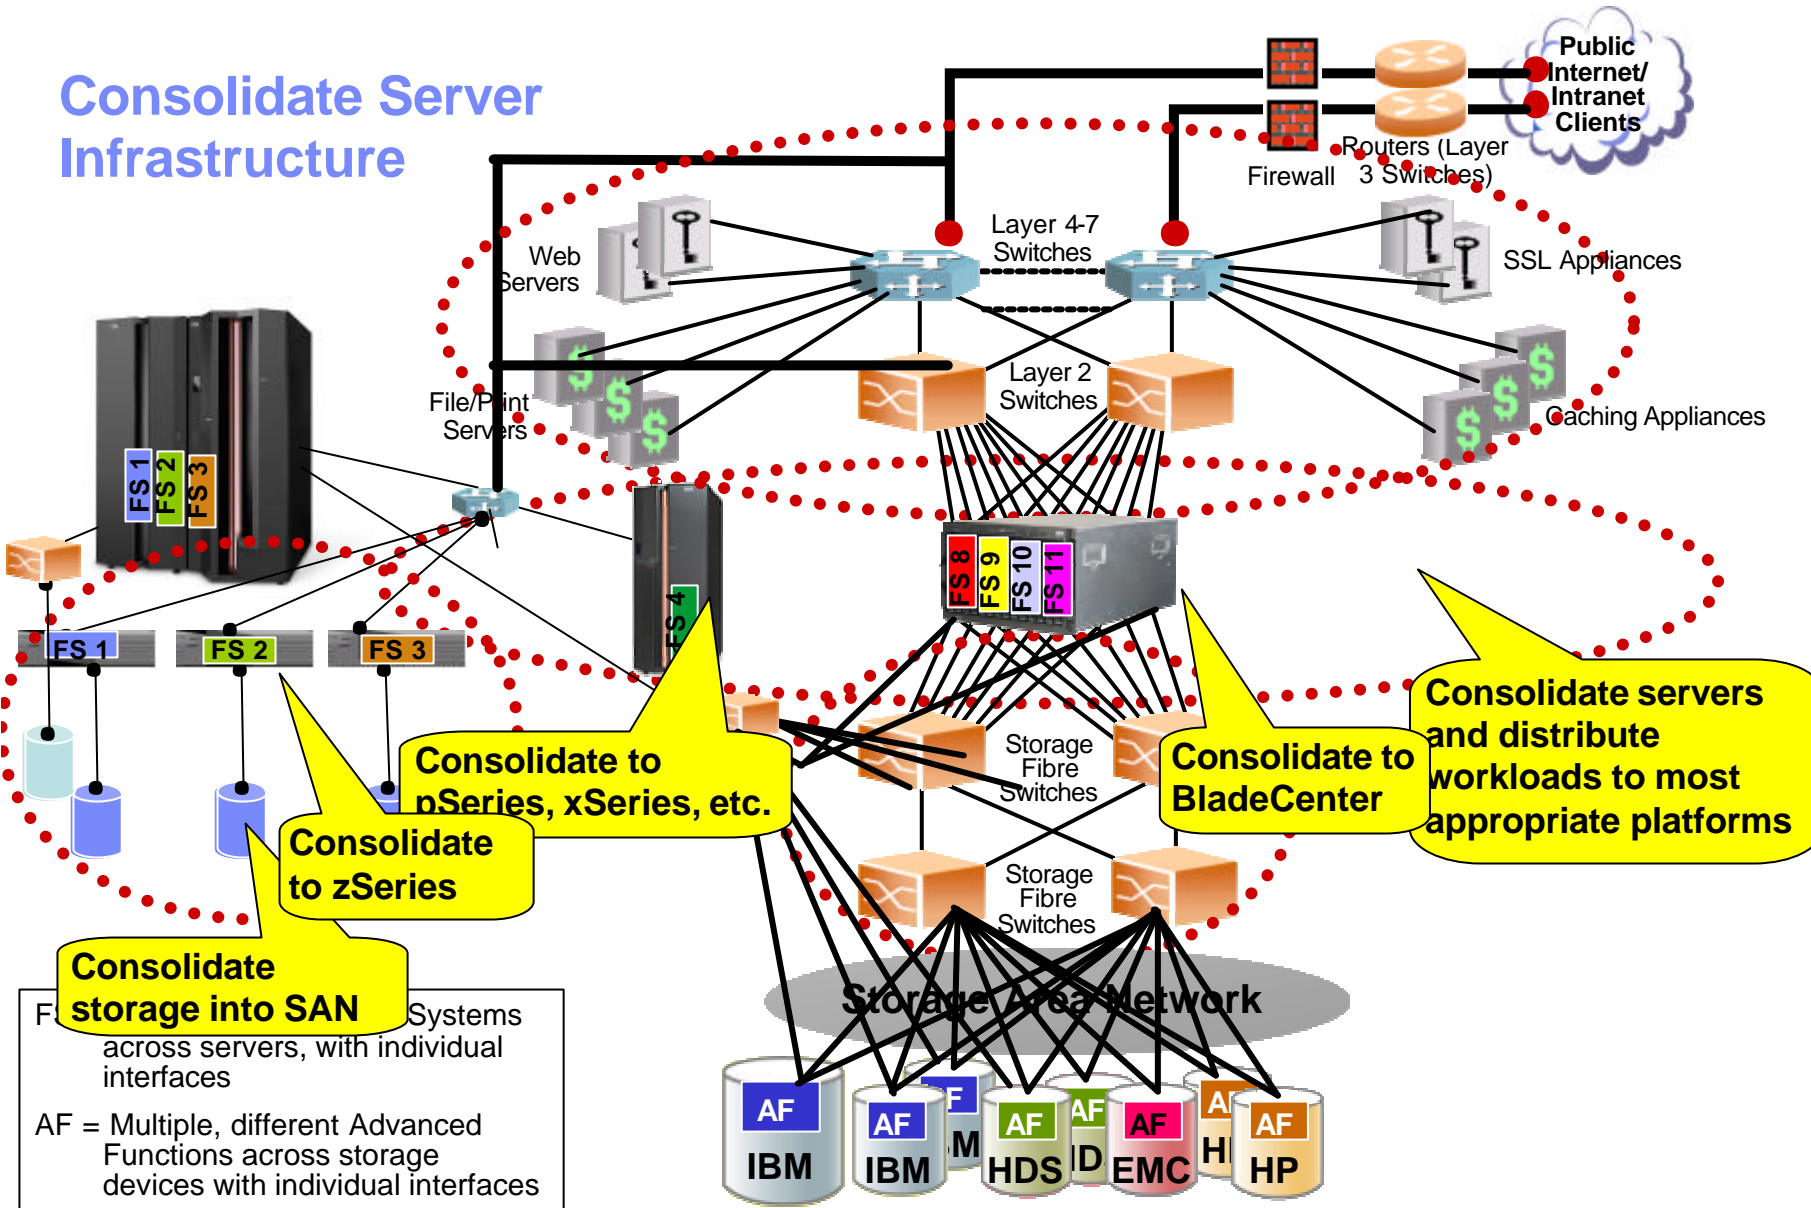 Consolidate Server
Infrastructure
Public
Internet/
Intranet
Clients
Routers (Layer
3 Switches)
Firewall
Layer 4-7
Switches
Web
Servers
SSL Appliances
Layer 2
Switches
File/Print
Servers
Caching Appliances
FS 1
FS 2
FS 3
FS 4
FS 8
FS 9
FS 10
FS 11
FS 1
FS 2
FS 3
Consolidate servers
and distribute
workloads to most
appropriate platforms
Consolidate to
pSeries, xSeries, etc.
Consolidate to
BladeCenter
Storage
Fibre
Switches
Consolidate
to zSeries
Storage
Fibre
Switches
Consolidate
storage into SAN
Storage Area Network
Systems
across servers, with individual
interfaces
AF = Multiple, different Advanced
Functions across storage
devices with individual interfaces
AF
IBM
AF
IBM
AF
HDS
AF
AF
EMC
AF
HP